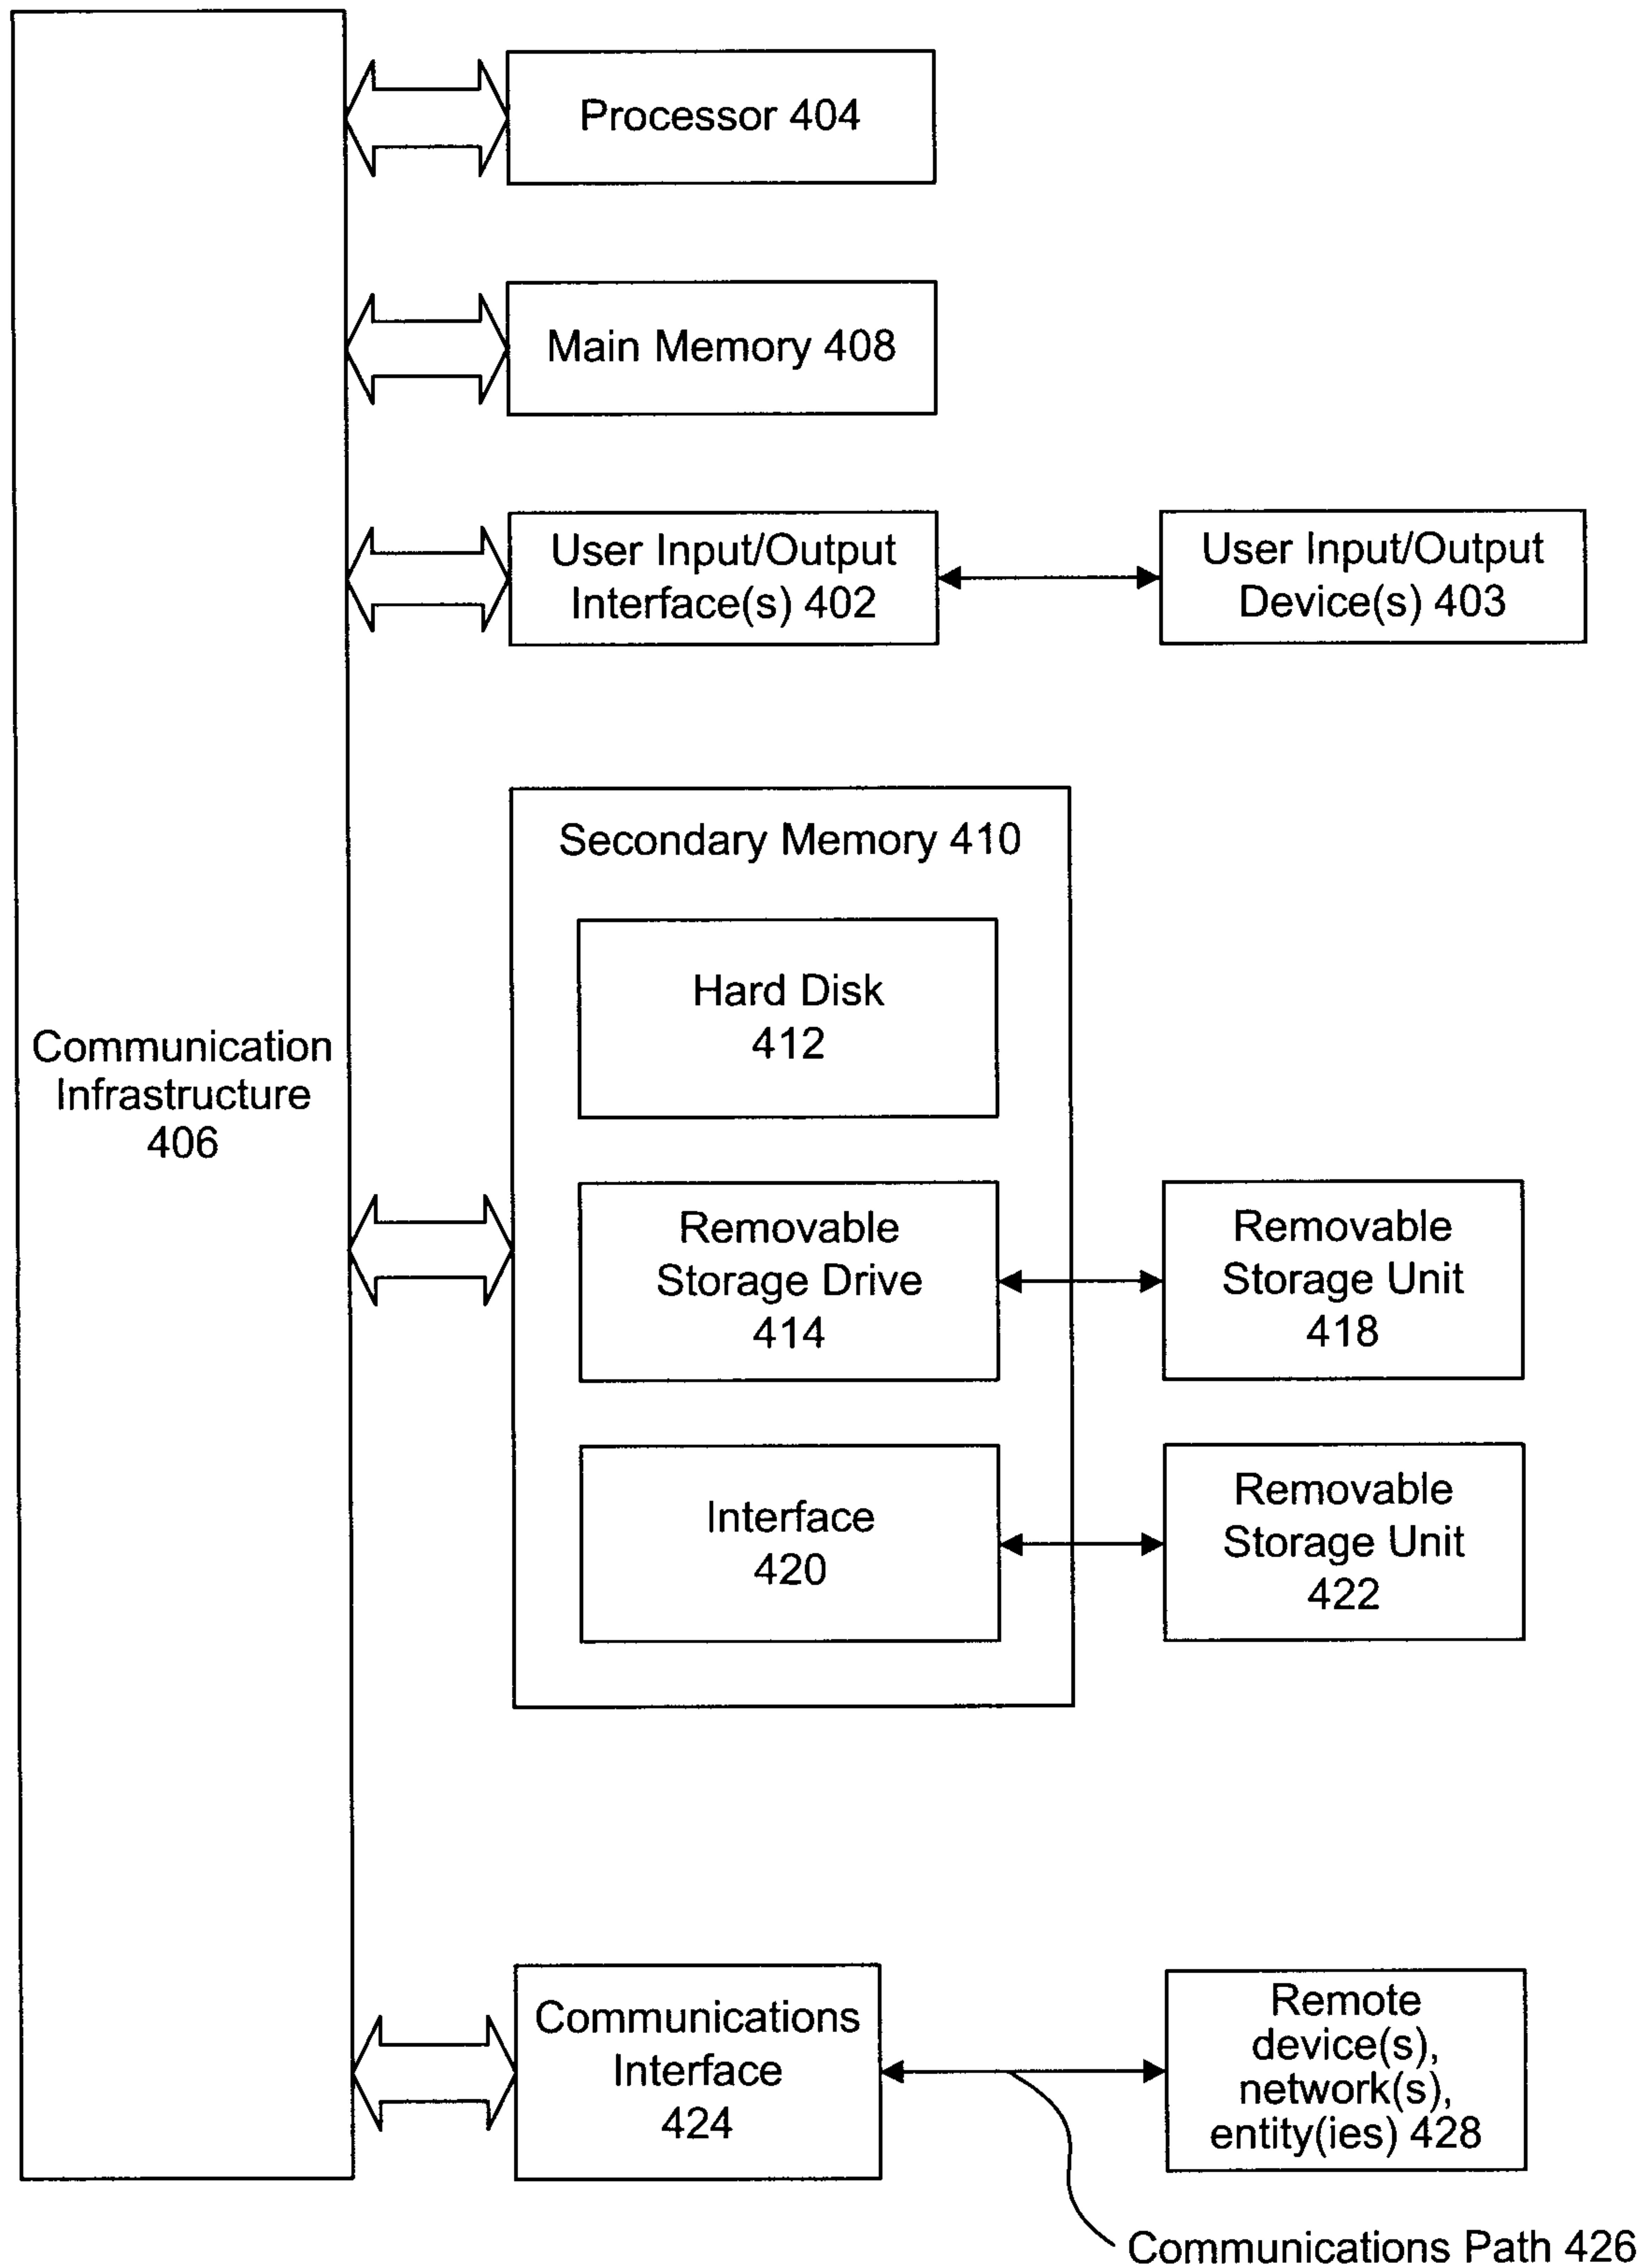 Processor 404
Main Memory 408
User Input/Output
Interface(s) 402
User Input/Output
Device(s) 403
Secondary Memory 410
Hard Disk
412
Communication
Infrastructure
406
Removable
Storage Drive
414
Removable
Storage Unit
418
Interface
420
Removable
Storage Unit
422
Communications
Interface
424
Remote
device(s),
network(s),
entity(ies) 428
Communications Path 426